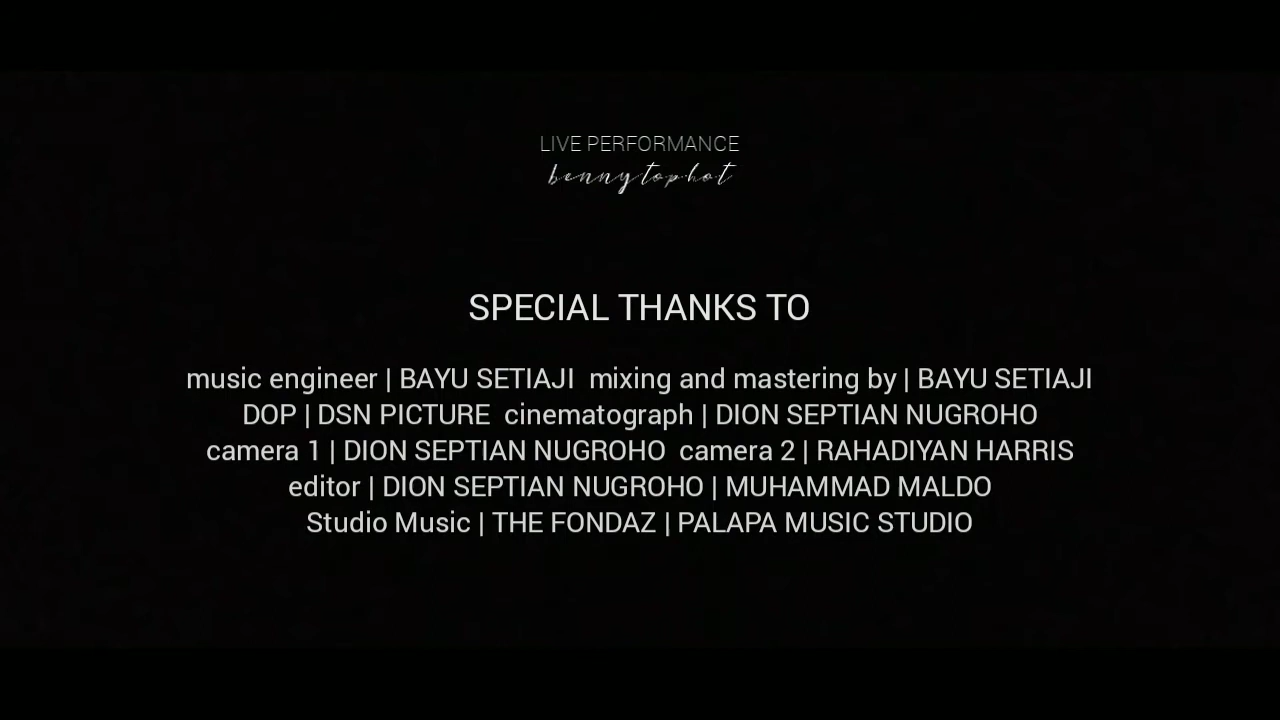 LIVE PERFORMANCE
bennytophot
SPECIAL THANKS TO
music engineer | BAYU SETIAJI  mixing and mastering by | BAYU SETIAJI
DOP | DSN PICTURE  cinematograph | DION SEPTIAN NUGROHO
camera 1 | DION SEPTIAN NUGROHO  camera 2 | RAHADIYAN HARRIS
editor | DION SEPTIAN NUGROHO | MUHAMMAD MALDO
Studio Music | THE FONDAZ | PALAPA MUSIC STUDIO